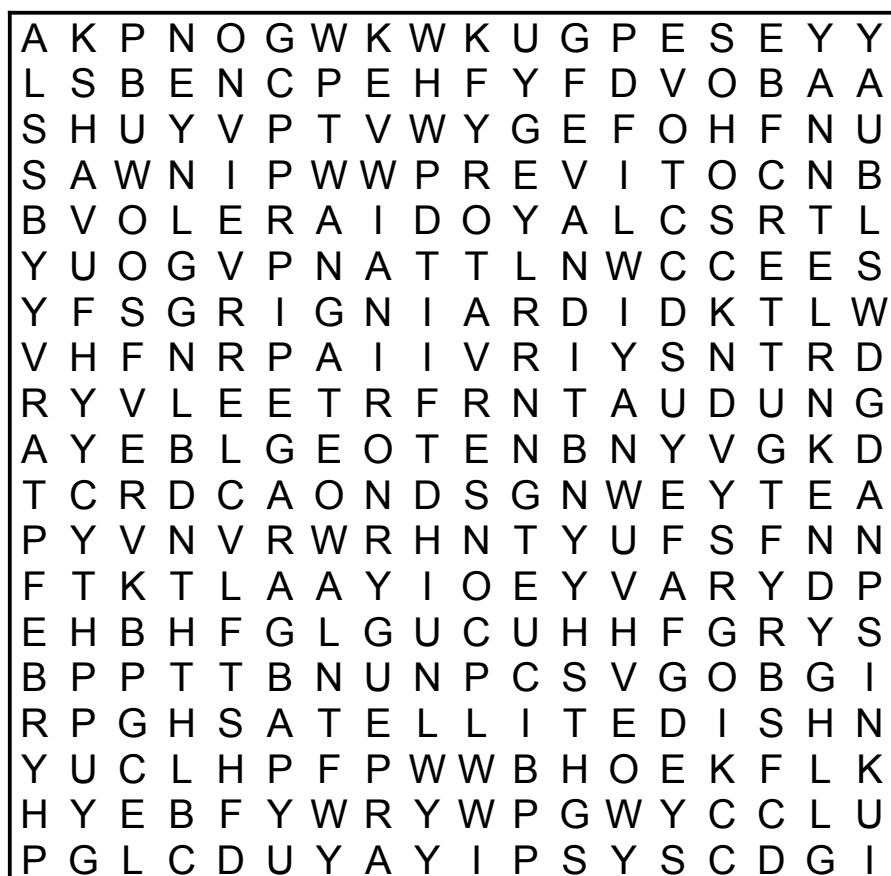 A K P N O G W K W K U G P E S E Y Y
L S B E N C P E H F Y F D V O B A A
S H U Y V P T V W Y G E F O H F N U
S A W N I P W W P R E V I T O C N B
B V O L E R A I D O Y A L C S R T L
Y U O G V P N A T T L N W C C E E S
Y F S G R I G N I A R D I D K T L W
V H F N R P A I I V R I Y S N T R D
R Y V L E E T R F R N T A U D U N G
A Y E B L G E O T E N B N Y V G K D
T C R D C A O N D S G N W E Y T E A
P Y V N V R W R H N T Y U F S F N N
F T K T L A A Y I O E Y V A R Y D P
E H B H F G L G U C U H H F G R Y S
B P P T T B N U N P C S V G O B G I
R P G H S A T E L L I T E D I S H N
Y U C L H P F P W W B H O E K F L K
H Y E B F Y W R Y W P G W Y C C L U
P G L C D U Y A Y I P S Y S C D G I